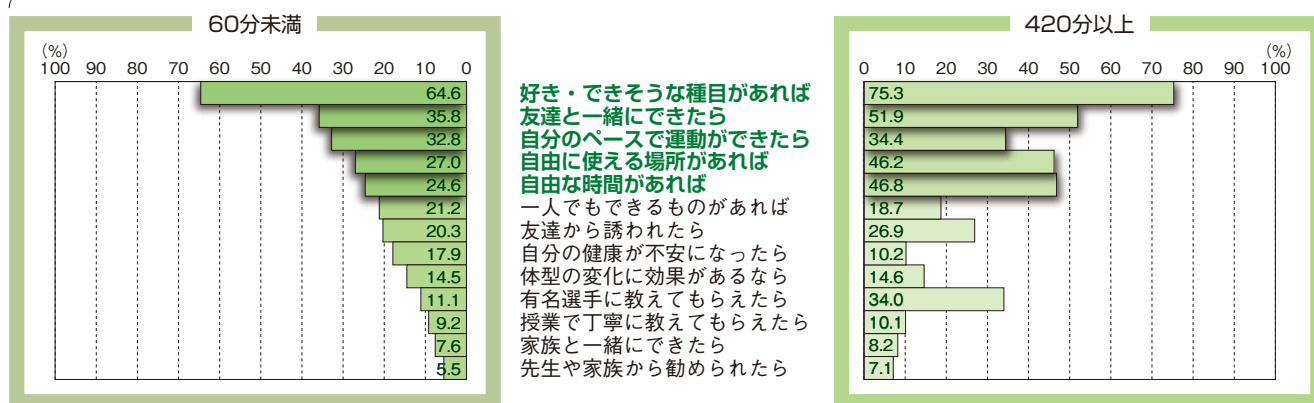 60分未満
(%)
100 90 80 70 60 50 40 30 20 10 0
64.6
35.8
32.8
27.0
24.6
21.2
20.3
17.9
14.5
11.1
9.2
7.6
5.5
好き・できそうな種目があれば
友達と一緒にできたら
自分のペースで運動ができたら
自由に使える場所があれば
自由な時間があれば
一人でもできるものがあれば
友達から誘われたら
自分の健康が不安になったら
体型の変化に効果があるなら
有名選手に教えてもらえたら
授業で丁寧に教えてもらえたら
家族と一緒にできたら
先生や家族から勧められたら
420分以上
(%)
0 10 20 30 40 50 60 70 80 90 100
75.3
51.9
34.4
46.2
46.8
18.7
26.9
10.2
14.6
34.0
10.1
8.2
7.1